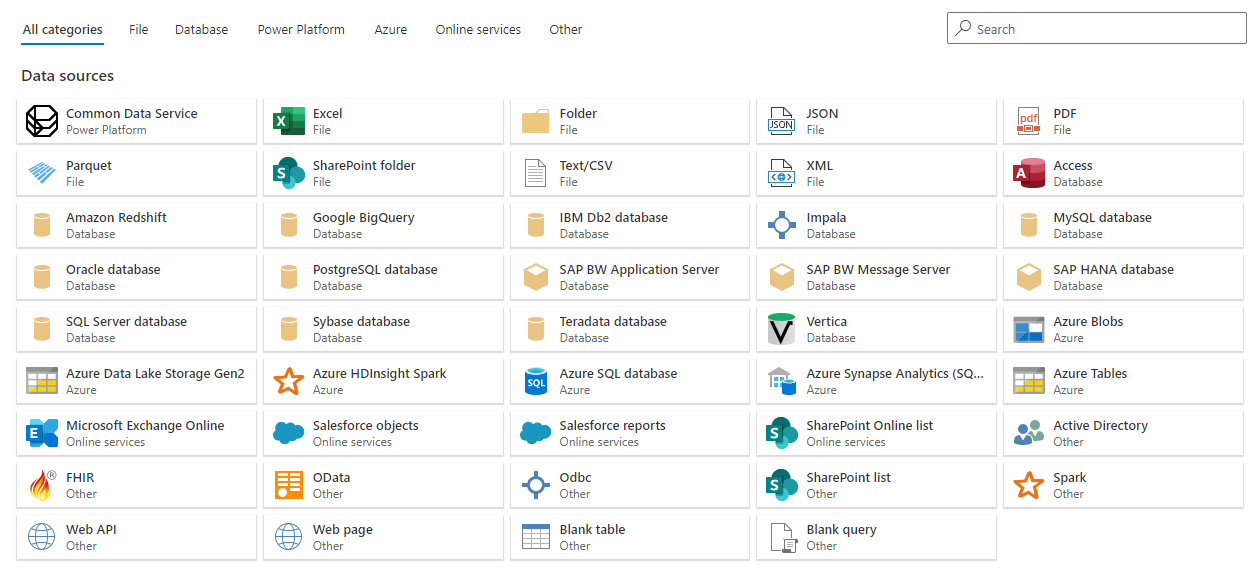 All categories File Database Power Platform Azure Online services Other Search
Data sources
Common Data Service
Power Platform
Excel
File
Folder
File
JSON
JSON
File
pdf
PDF
File
Parquet
File
S
SharePoint folder
File
Text/CSV
File
XML
File
A
Access
Database
Amazon Redshift
Database
Google BigQuery
Database
IBM Db2 database
Database
Impala
Database
MySQL database
Database
Oracle database
Database
PostgreSQL database
Database
SAP BW Application Server
Database
SAP BW Message Server
Database
SAP HANA database
Database
SQL Server database
Database
Sybase database
Database
Teradata database
Database
Vertica
Database
Azure Blobs
Azure
Azure Data Lake Storage Gen2
Azure
Azure HDInsight Spark
Azure
SQL
Azure SQL database
Azure
Azure Synapse Analytics (SQ...
Azure
Azure Tables
Azure
E
Microsoft Exchange Online
Online services
Salesforce objects
Online services
Salesforce reports
Online services
S
SharePoint Online list
Online services
Active Directory
Other
®
FHIR
Other
OData
Other
Odbc
Other
S
SharePoint list
Other
Spark
Other
Web API
Other
Web page
Other
Blank table
Other
Blank query
Other